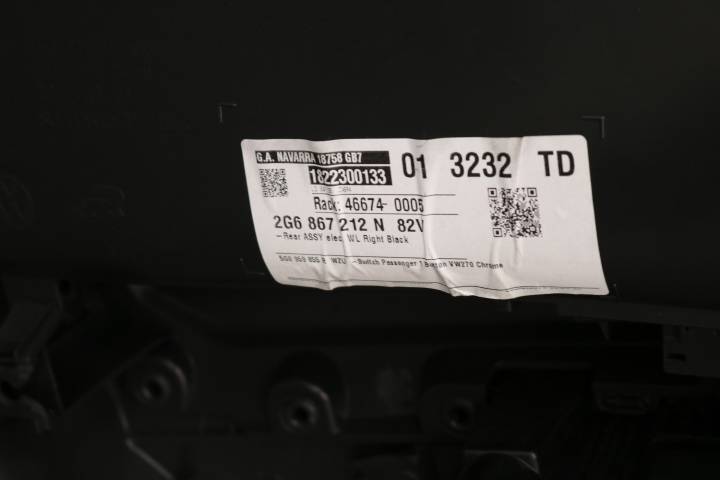 G.A. NAVARRA 18758 GB7
1822300133
01 3232 TD
Rack: 46674- 0005
2G6 867 212 N 82V
-Rear ASSY elec. WL Right Black
-Switch Passenger 1 Button VW270 Chrome